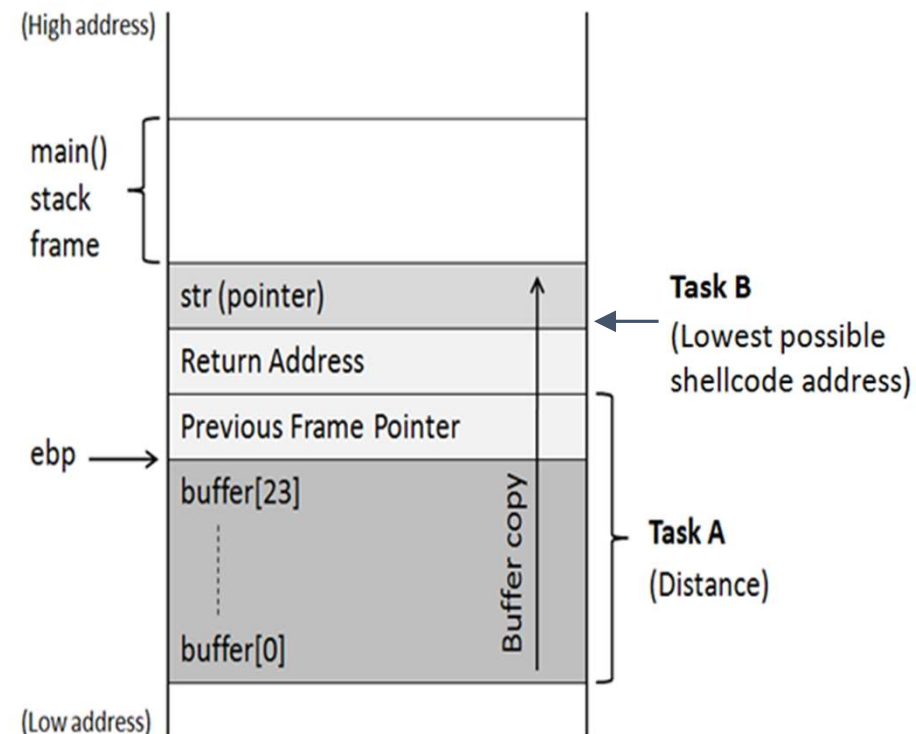 (High address)
main()
stack
frame
str (pointer)
Task B
(Lowest possible
shellcode address)
Return Address
Previous Frame Pointer
ebp
buffer[23]
Buffer copy
Task A
(Distance)
buffer[0]
(Low address)